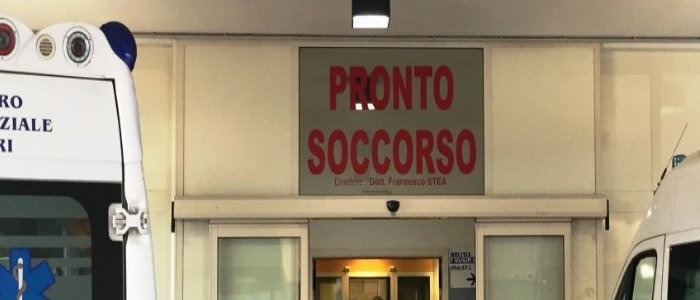 RO
ZIALE
RI
PRONTO
SOCCORSO
Direttore: Dott. Francesco STEA